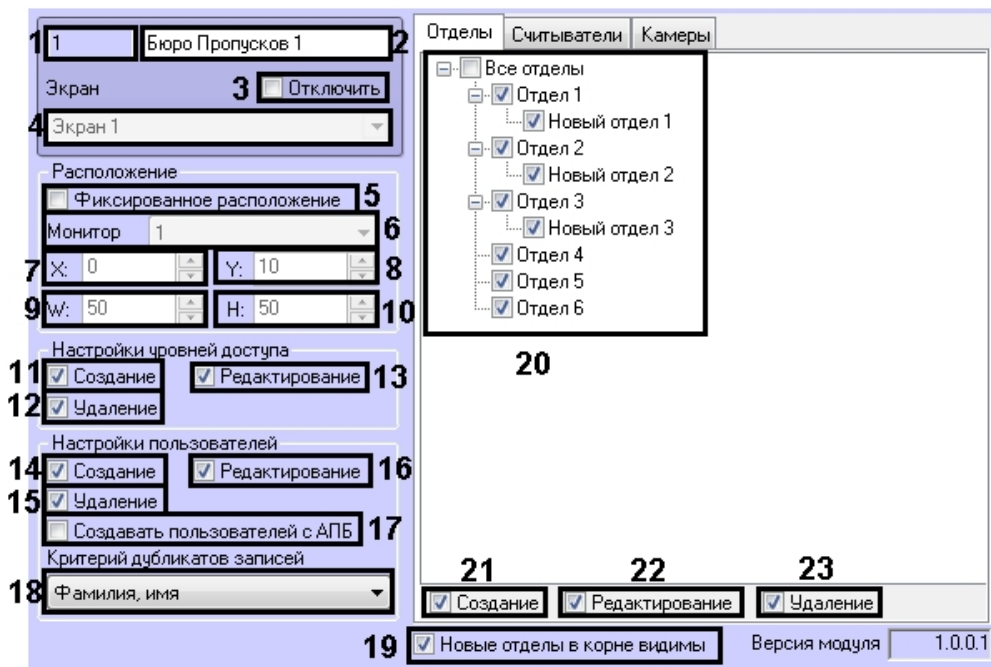 1 1 Бюро Пропусков 1 2
Экран 3 Отключить
4 Экран 1
Расположение
Фиксированное расположение 5
Монитор 1 6
7 X: 0 Y: 10 8
9 W: 50 H: 50 10
Настройки уровней доступа
11 Создание Редактирование 13
12 Удаление
Настройки пользователей
14 Создание Редактирование 16
15 Удаление
Создавать пользователей с АПБ 17
Критерий дубликатов записей
18 Фамилия, имя
Отделы Считыватели Камеры
Все отделы
Отдел 1
Новый отдел 1
Отдел 2
Новый отдел 2
Отдел 3
Новый отдел 3
Отдел 4
Отдел 5
Отдел 6
20
21 22 23
Создание Редактирование Удаление
19 Новые отделы в корне видимы Версия модуля 1.0.0.1